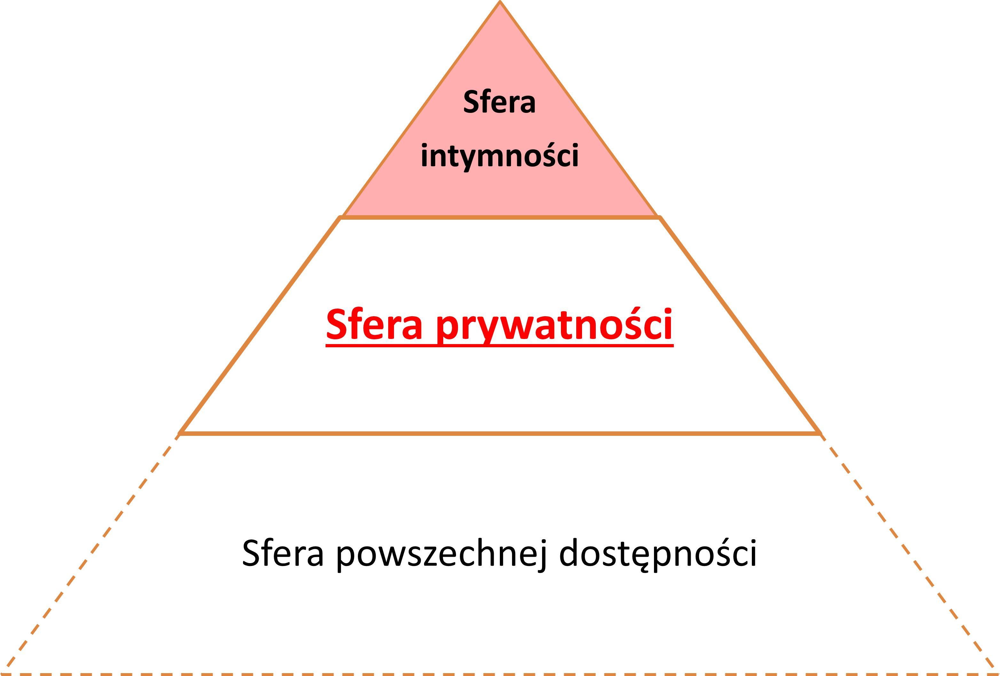 Sfera
intymności
Sfera prywatności
Sfera powszechnej dostępności